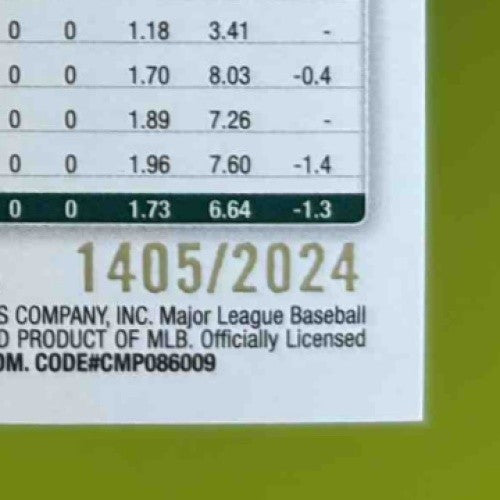 0 0 1.18 3.41 -
0 0 1.70 8.03 -0.4
0 0 1.89 7.26 -
0 0 1.96 7.60 -1.4
0 0 1.73 6.64 -1.3
1405/2024
S COMPANY, INC. Major League Baseball
D PRODUCT OF MLB. Officially Licensed
OM. CODE#CMP086009